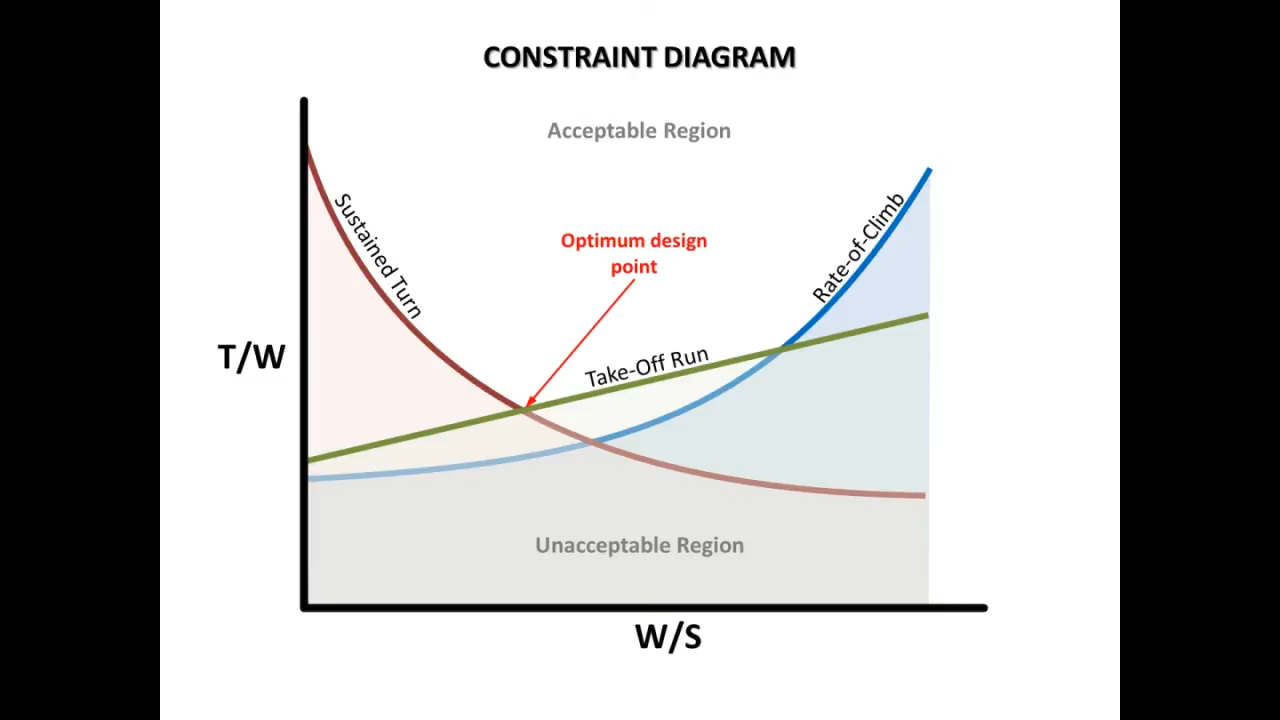 CONSTRAINT DIAGRAM
Acceptable Region
Sustained Turn
Rate-of-Climb
Optimum design
point
T/W
Take-Off Run
Unacceptable Region
W/S